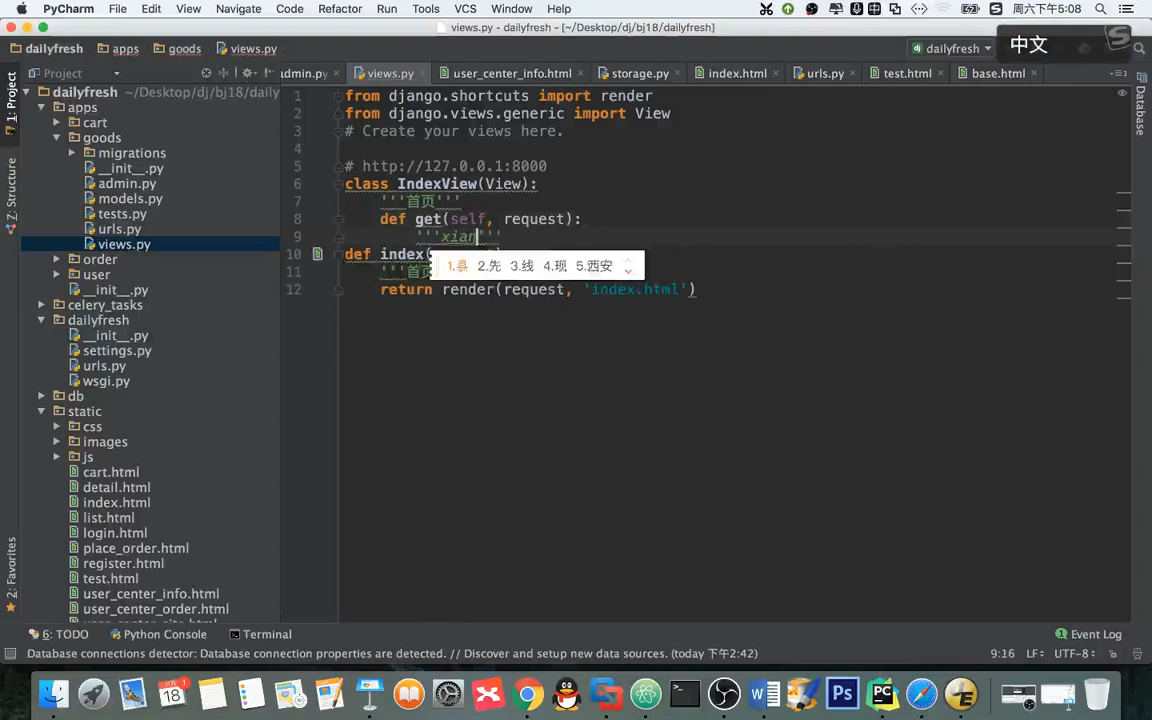 PyCharm File Edit View Navigate Code Refactor Run Tools VCS Window Help 周六下午5:08
views.py - dailyfresh - [~/Desktop/dj/bj18/dailyfresh]
dailyfresh apps goods views.py dailyfresh 中文
Project dmin.py views.py user_center_info.html storage.py index.html urls.py test.html base.html
1: Project
Z: Structure
2: Favorites
Database
dailyfresh ~/Desktop/dj/bj18/daily
apps
cart
goods
migrations
__init__.py
admin.py
models.py
tests.py
urls.py
views.py
order
user
__init__.py
celery_tasks
dailyfresh
__init__.py
settings.py
urls.py
wsgi.py
db
static
css
images
js
cart.html
detail.html
index.html
list.html
login.html
place_order.html
register.html
test.html
user_center_info.html
user_center_order.html
1 from django.shortcuts import render
2 from django.views.generic import View
3 # Create your views here.
4
5 # http://127.0.0.1:8000
6 class IndexView(View):
7 '''首页'''
8 def get(self, request):
9 '''xian'''
10 def index(
1.县 2.先 3.线 4.现 5.西安
11 '''首页
12 return render(request, 'index.html')
6: TODO Python Console Terminal 1 Event Log
Database connections detector: Database connection properties are detected. // Discover and setup new data sources. (today 下午2:42) 9:16 LF UTF-8
18
PC